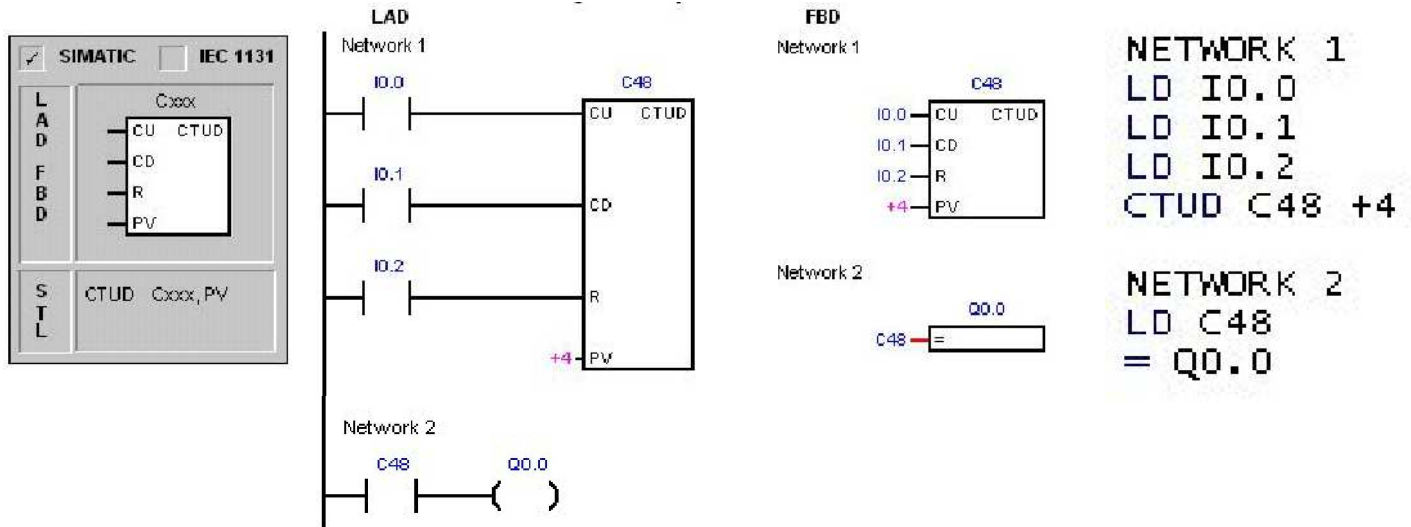 SIMATIC IEC 1131
LAD FBD
Cxxx
CU CTUD
CD
R
PV
STL
CTUD Cxxx, PV
LAD
Network 1
I0.0
C48
CU CTUD
I0.1
CD
I0.2
R
+4 PV
Network 2
C48 Q0.0
FBD
Network 1
C48
I0.0 CU CTUD
I0.1 CD
I0.2 R
+4 PV
Network 2
Q0.0
C48 =
NETWORK 1
LD I0.0
LD I0.1
LD I0.2
CTUD C48 +4
NETWORK 2
LD C48
= Q0.0